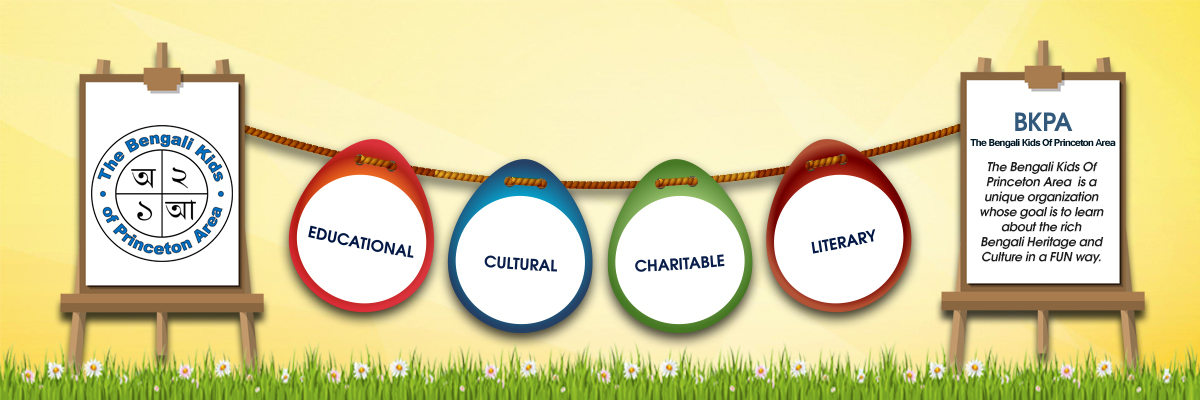 The Bengali Kids
অ ২
১ আ
of Princeton Area
EDUCATIONAL
CULTURAL
CHARITABLE
LITERARY
BKPA
The Bengali Kids Of Princeton Area
The Bengali Kids Of
Princeton Area is a
unique organization
whose goal is to learn
about the rich
Bengali Heritage and
Culture in a FUN way.